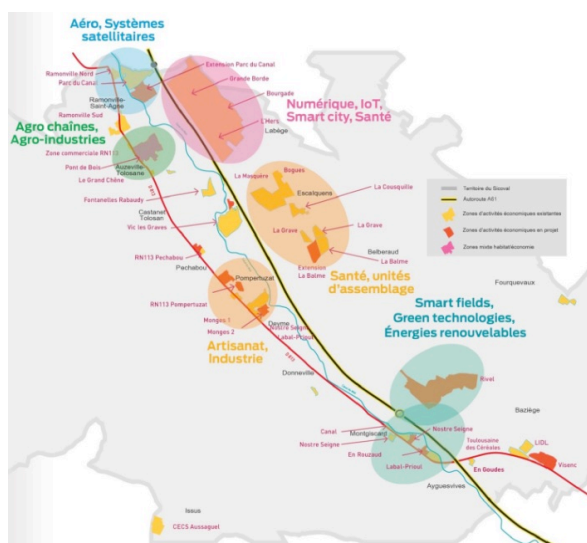 Aéro, Systèmes
satellitaires
Ramonville Nord
Parc du Canal
Extension Parc du Canal
Grande Borde
Bourgade
L'Hers
Labège
Numérique, IoT,
Smart city, Santé
Ramonville-
Saint-Agne
Ramonville Sud
Agro chaînes,
Agro-industries
Zone commerciale RN113
Pont de Bois
Auzeville-
Tolosane
Le Grand Chêne
Fontanelles Rabaudy
Castanet
Tolosan
Vic les Graves
La Masquère
Bogues
Escalquens
La Cousquille
La Grave
La Grave
Belberaud
Extension
La Balme
La Balme
Santé, unités
d'assemblage
Territoire du Sicoval
Autoroute A61
Zones d'activités économiques existantes
Zones d'activités économiques en projet
Zones mixte habitat/économie
Fourquevaux
RN113 Pechabou
Pechabou
Pompertuzat
RN113 Pompertuzat
Monges 1
Monges 2
Deyme
Nostre Seigne
Labal-Prioul
Artisanat,
Industrie
Donneville
Smart fields,
Green technologies,
Énergies renouvelables
Rivel
Baziège
Canal
Montgiscard
Nostre Seigne
Nostre Seigne
En Rouzaud
Labal-Prioul
Toulousaine
des Céréales
LIDL
Visenc
En Goudes
Ayguesvives
Issus
CECS Aussaguel